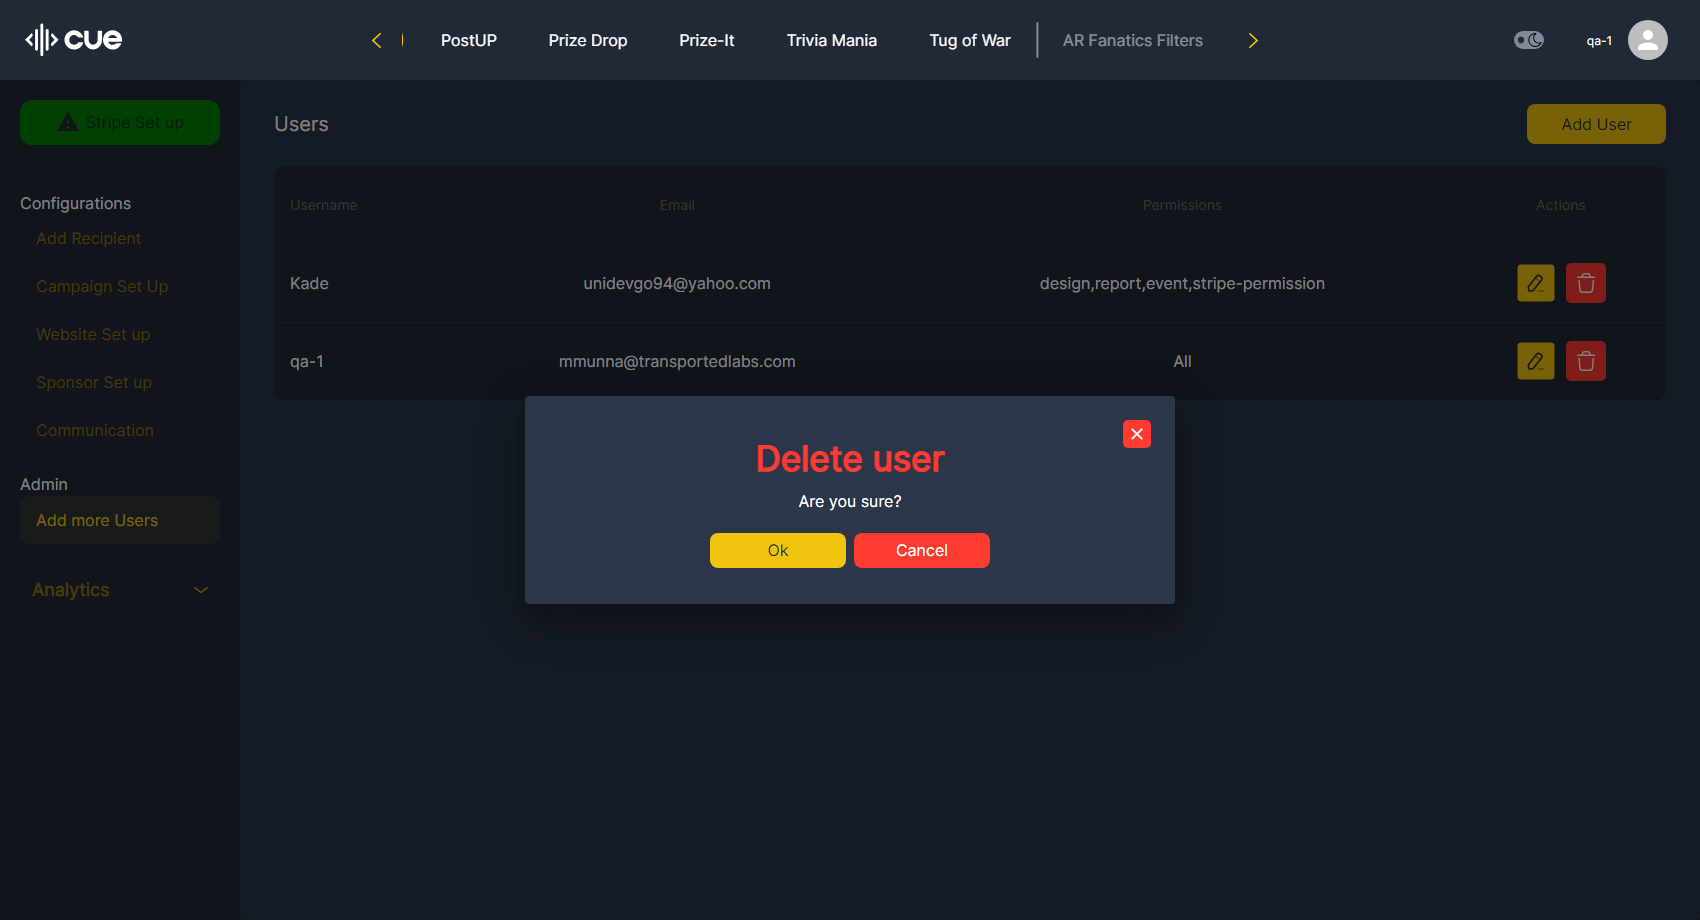 cue
PostUP
Prize Drop
Prize-It
Trivia Mania
Tug of War
AR Fanatics Filters
qa-1
Stripe Set up
Users
Add User
Configurations
Add Recipient
Campaign Set Up
Website Set up
Sponsor Set up
Communication
Admin
Add more Users
Analytics
Username Email Permissions Actions
Kade unidevgo94@yahoo.com design,report,event,stripe-permission
qa-1 mmunna@transportedlabs.com All
Delete user
Are you sure?
Ok
Cancel